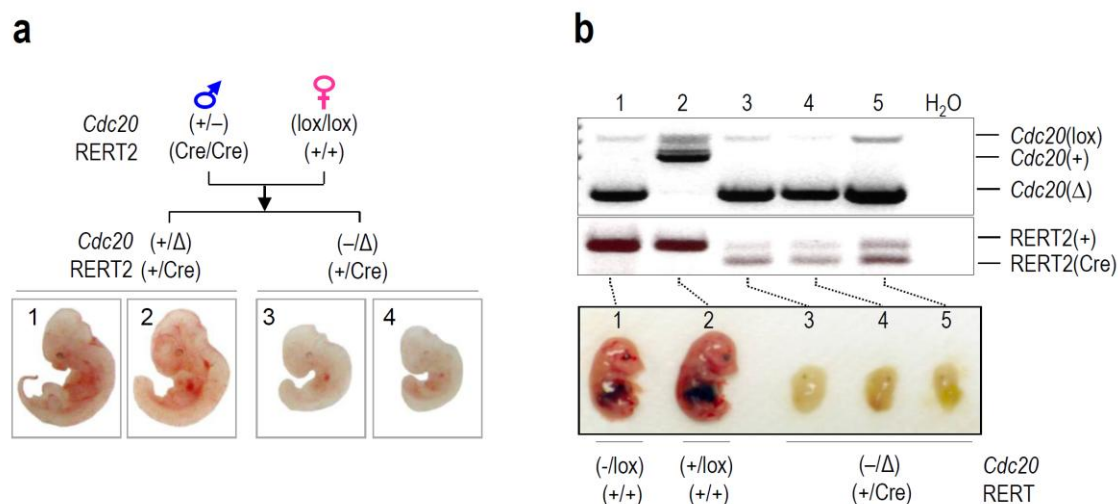 a
Cdc20 (+/–) (lox/lox)
RERT2 (Cre/Cre) (+/+)
Cdc20 (+/Δ) (–/Δ)
RERT2 (+/Cre) (+/Cre)
1 2 3 4
b
1 2 3 4 5 H₂O
Cdc20(lox)
Cdc20(+)
Cdc20(Δ)
RERT2(+)
RERT2(Cre)
1 2 3 4 5
(-/lox) (+/lox) (–/Δ) Cdc20
(+/+) (+/+) (+/Cre) RERT